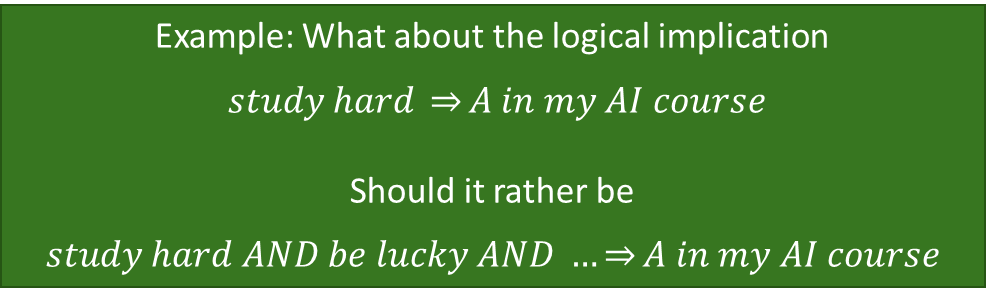 Example: What about the logical implication
study hard ⇒ A in my AI course
Should it rather be
study hard AND be lucky AND … ⇒ A in my AI course